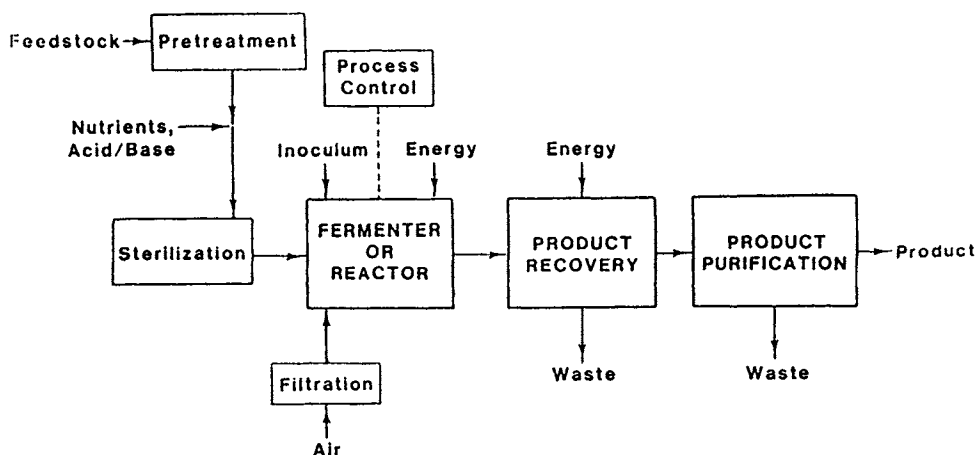 Feedstock
Pretreatment
Process
Control
Nutrients,
Acid/Base
Inoculum
Energy
Energy
Sterilization
FERMENTER
OR
REACTOR
PRODUCT
RECOVERY
PRODUCT
PURIFICATION
Product
Filtration
Waste
Waste
Air